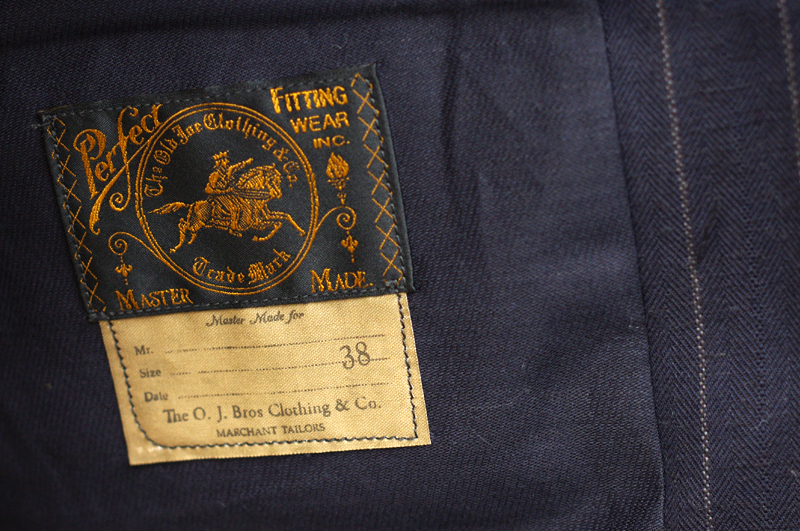 Perfect
FITTING
WEAR
INC.
The Old Joe Clothing & Co.
Trade Mark
MASTER MADE.
Master Made for
Mr.
Size 38
Date
The O. J. Bros Clothing & Co.
MERCHANT TAILORS